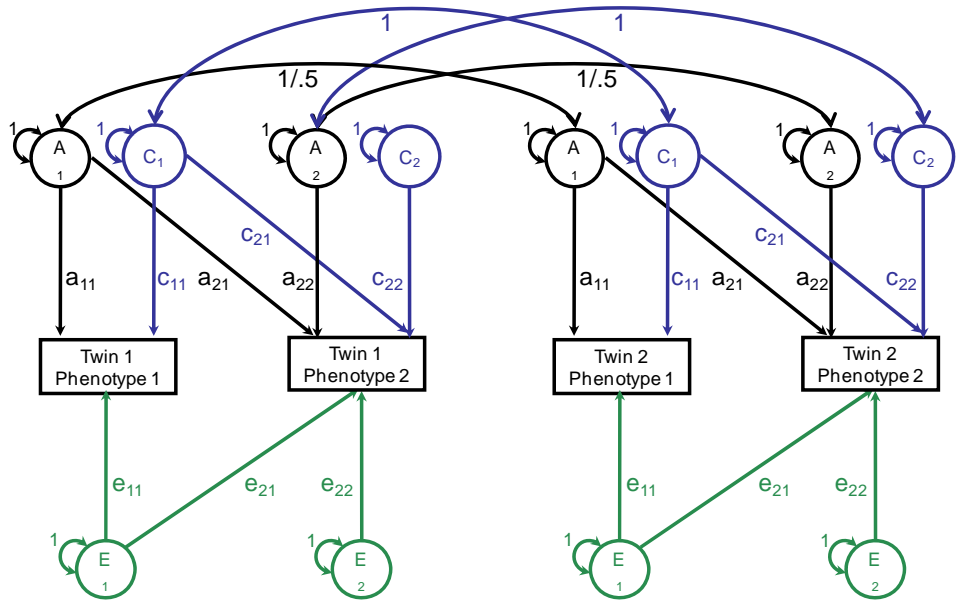 1 1
1/.5 1/.5
1 1 1 1 1 1 1 1
A C₁ A C₂ A C₁ A C₂
1 2 1 2
c₂₁ c₂₁
a₁₁ c₁₁ a₂₁ a₂₂ c₂₂ a₁₁ c₁₁ a₂₁ a₂₂ c₂₂
Twin 1 Twin 1 Twin 2 Twin 2
Phenotype 1 Phenotype 2 Phenotype 1 Phenotype 2
e₁₁ e₂₁ e₂₂ e₁₁ e₂₁ e₂₂
1 1 1 1
E E E E
1 2 1 2